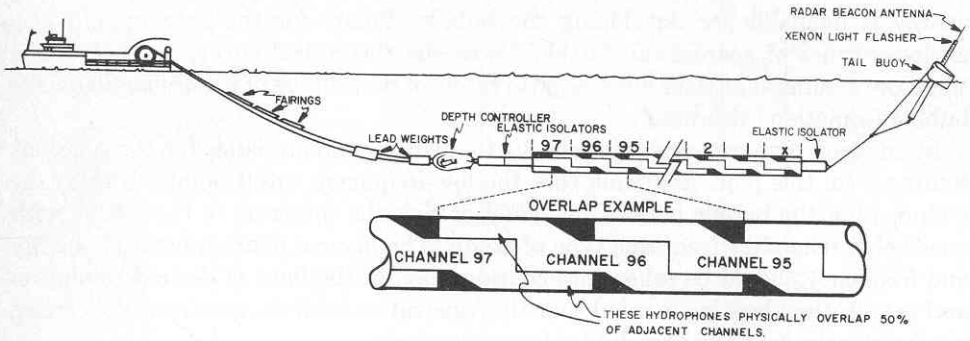 RADAR BEACON ANTENNA
XENON LIGHT FLASHER
TAIL BUOY
FAIRINGS
LEAD WEIGHTS
DEPTH CONTROLLER
ELASTIC ISOLATORS
97 96 95 2 1
ELASTIC ISOLATOR
OVERLAP EXAMPLE
CHANNEL 97
CHANNEL 96
CHANNEL 95
THESE HYDROPHONES PHYSICALLY OVERLAP 50%
OF ADJACENT CHANNELS.